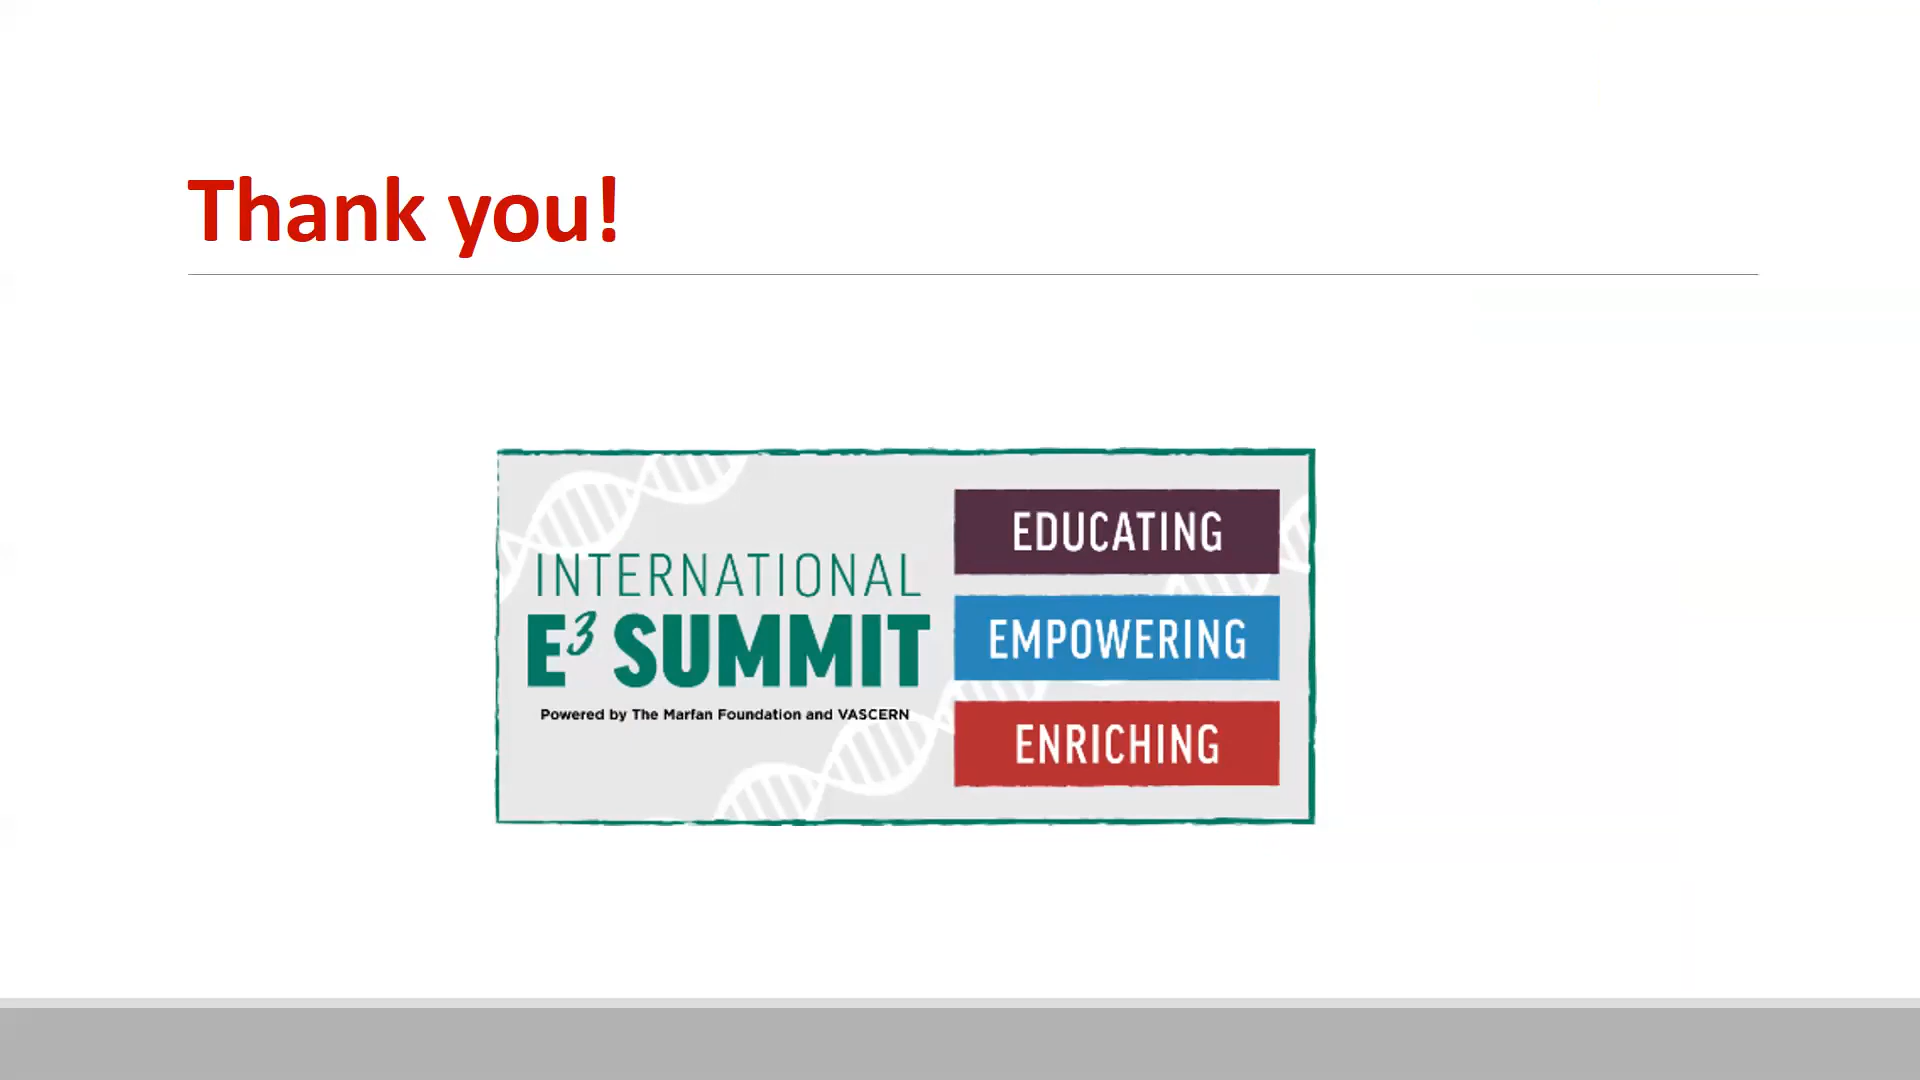 Thank you!
INTERNATIONAL
E³ SUMMIT
Powered by The Marfan Foundation and VASCERN
EDUCATING
EMPOWERING
ENRICHING